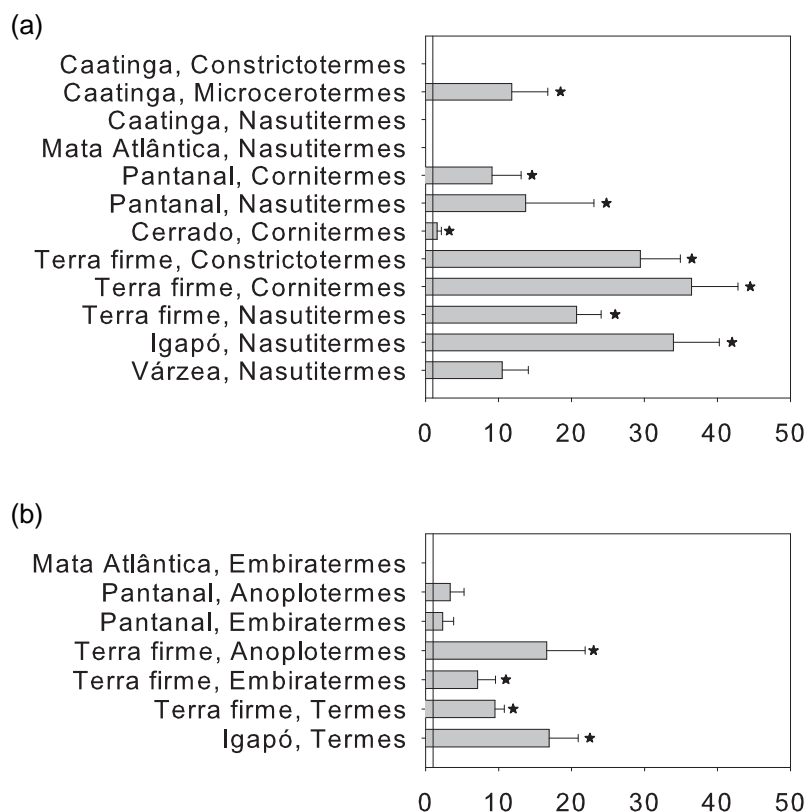 (a)
Caatinga, Constrictotermes
Caatinga, Microcerotermes
Caatinga, Nasutitermes
Mata Atlântica, Nasutitermes
Pantanal, Cornitermes
Pantanal, Nasutitermes
Cerrado, Cornitermes
Terra firme, Constrictotermes
Terra firme, Cornitermes
Terra firme, Nasutitermes
Igapó, Nasutitermes
Várzea, Nasutitermes
0 10 20 30 40 50
(b)
Mata Atlântica, Embiratermes
Pantanal, Anoplotermes
Pantanal, Embiratermes
Terra firme, Anoplotermes
Terra firme, Embiratermes
Terra firme, Termes
Igapó, Termes
0 10 20 30 40 50